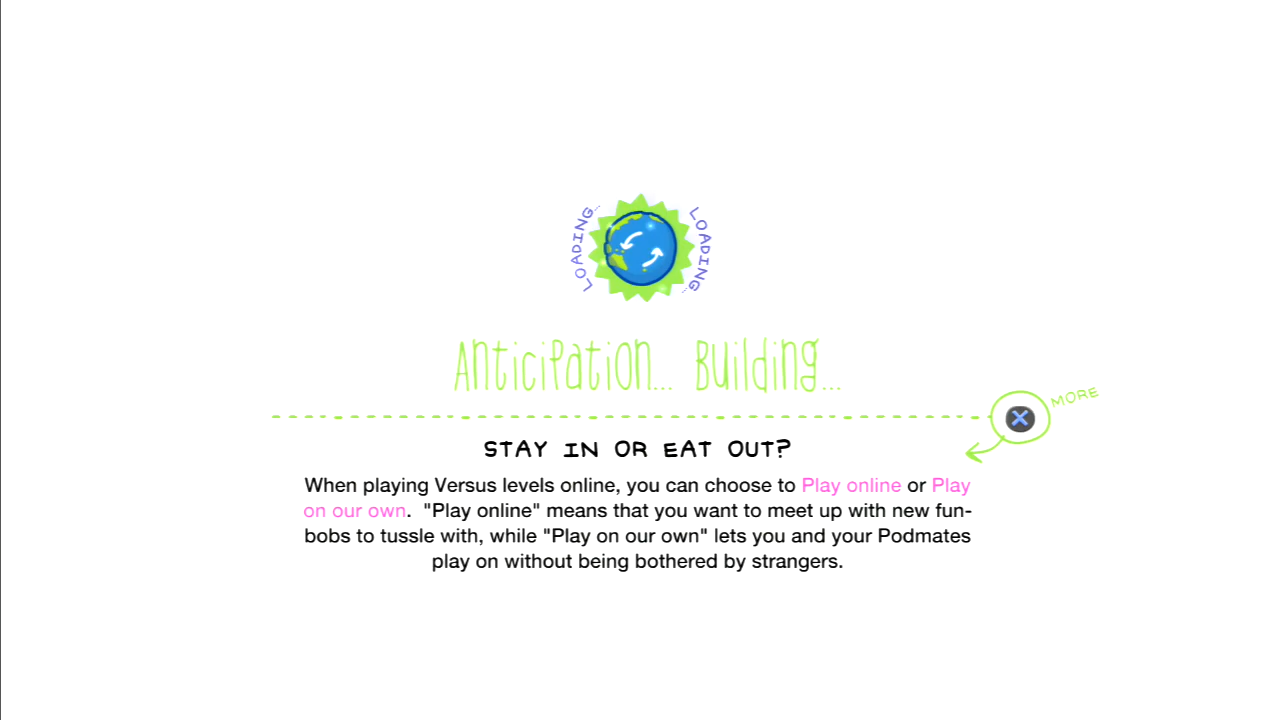 LOADING...
LOADING...
Anticipation... Building...
MORE
STAY IN OR EAT OUT?
When playing Versus levels online, you can choose to Play online or Play
on our own.  "Play online" means that you want to meet up with new fun-
bobs to tussle with, while "Play on our own" lets you and your Podmates
play on without being bothered by strangers.